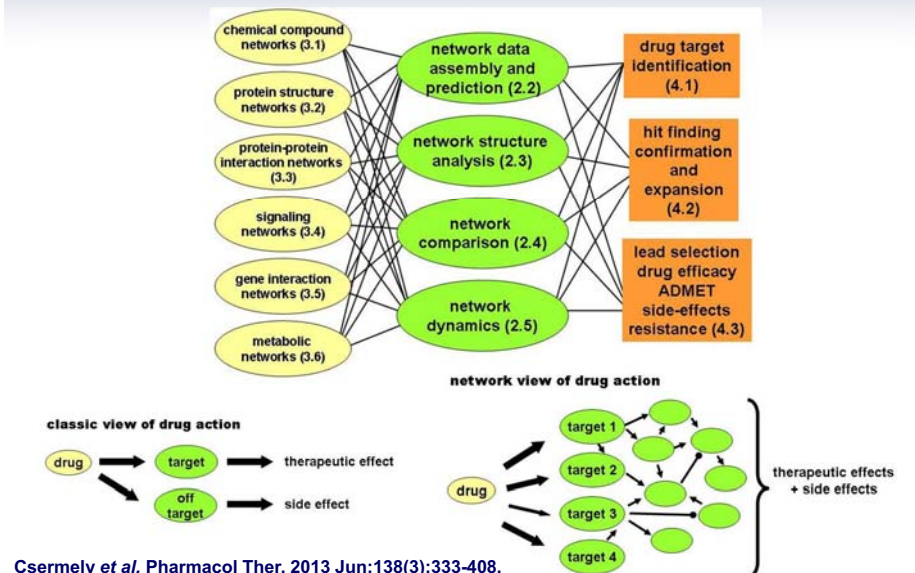 chemical compound
networks (3.1)
protein structure
networks (3.2)
protein-protein
interaction networks
(3.3)
signaling
networks (3.4)
gene interaction
networks (3.5)
metabolic
networks (3.6)
network data
assembly and
prediction (2.2)
network structure
analysis (2.3)
network
comparison (2.4)
network
dynamics (2.5)
drug target
identification
(4.1)
hit finding
confirmation
and
expansion
(4.2)
lead selection
drug efficacy
ADMET
side-effects
resistance (4.3)
classic view of drug action
drug
target
therapeutic effect
off
target
side effect
network view of drug action
drug
target 1
target 2
target 3
target 4
therapeutic effects
+ side effects
Csermely et al. Pharmacol Ther. 2013 Jun;138(3):333-408.